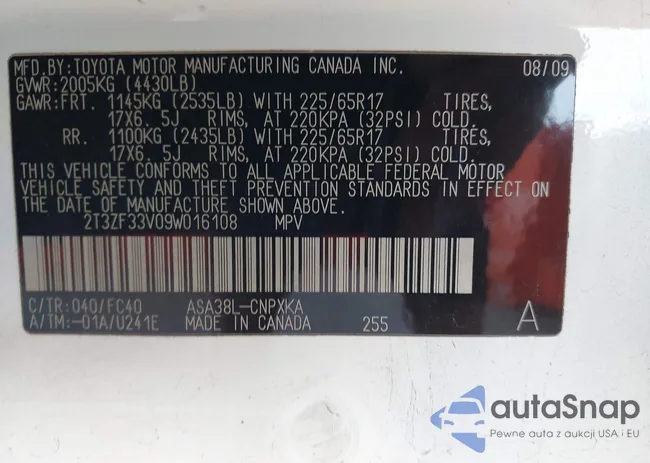 MFD.BY:TOYOTA MOTOR MANUFACTURING CANADA INC. 08/09
GVWR:2005KG (4430LB)
GAWR:FRT. 1145KG (2535LB) WITH 225/65R17 TIRES,
17X6.5J RIMS, AT 220KPA (32PSI) COLD.
RR. 1100KG (2435LB) WITH 225/65R17 TIRES,
17X6.5J RIMS, AT 220KPA (32PSI) COLD.
THIS VEHICLE CONFORMS TO ALL APPLICABLE FEDERAL MOTOR
VEHICLE SAFETY AND THEFT PREVENTION STANDARDS IN EFFECT ON
THE DATE OF MANUFACTURE SHOWN ABOVE.
2T3ZF33V09W016108 MPV
C/TR:040/FC40 ASA38L-CNPXKA
A/TM:-01A/U241E MADE IN CANADA 255 A
autaSnap
Pewne auta z aukcji USA i EU